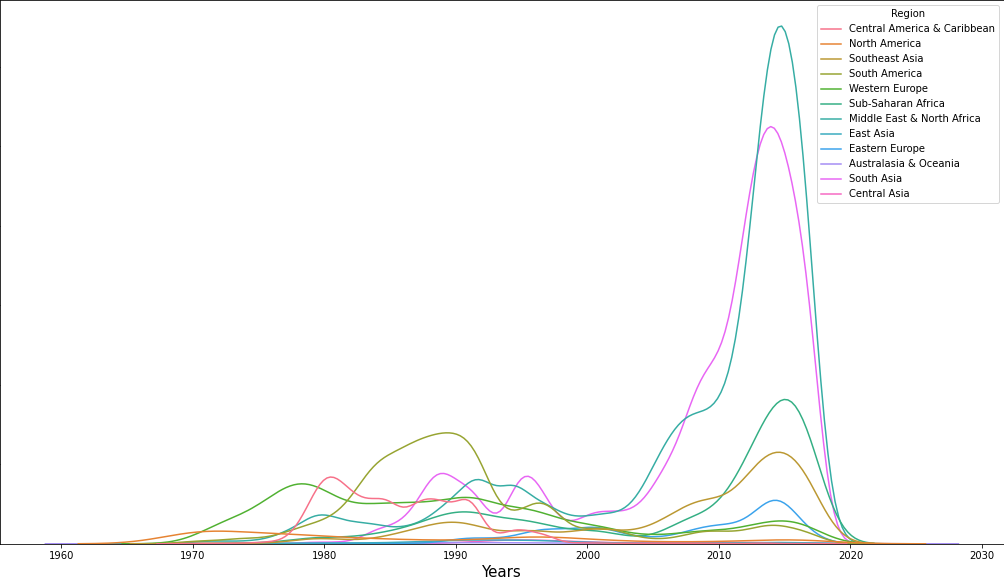 Region
Central America & Caribbean
North America
Southeast Asia
South America
Western Europe
Sub-Saharan Africa
Middle East & North Africa
East Asia
Eastern Europe
Australasia & Oceania
South Asia
Central Asia
1960 1970 1980 1990 2000 2010 2020 2030
Years